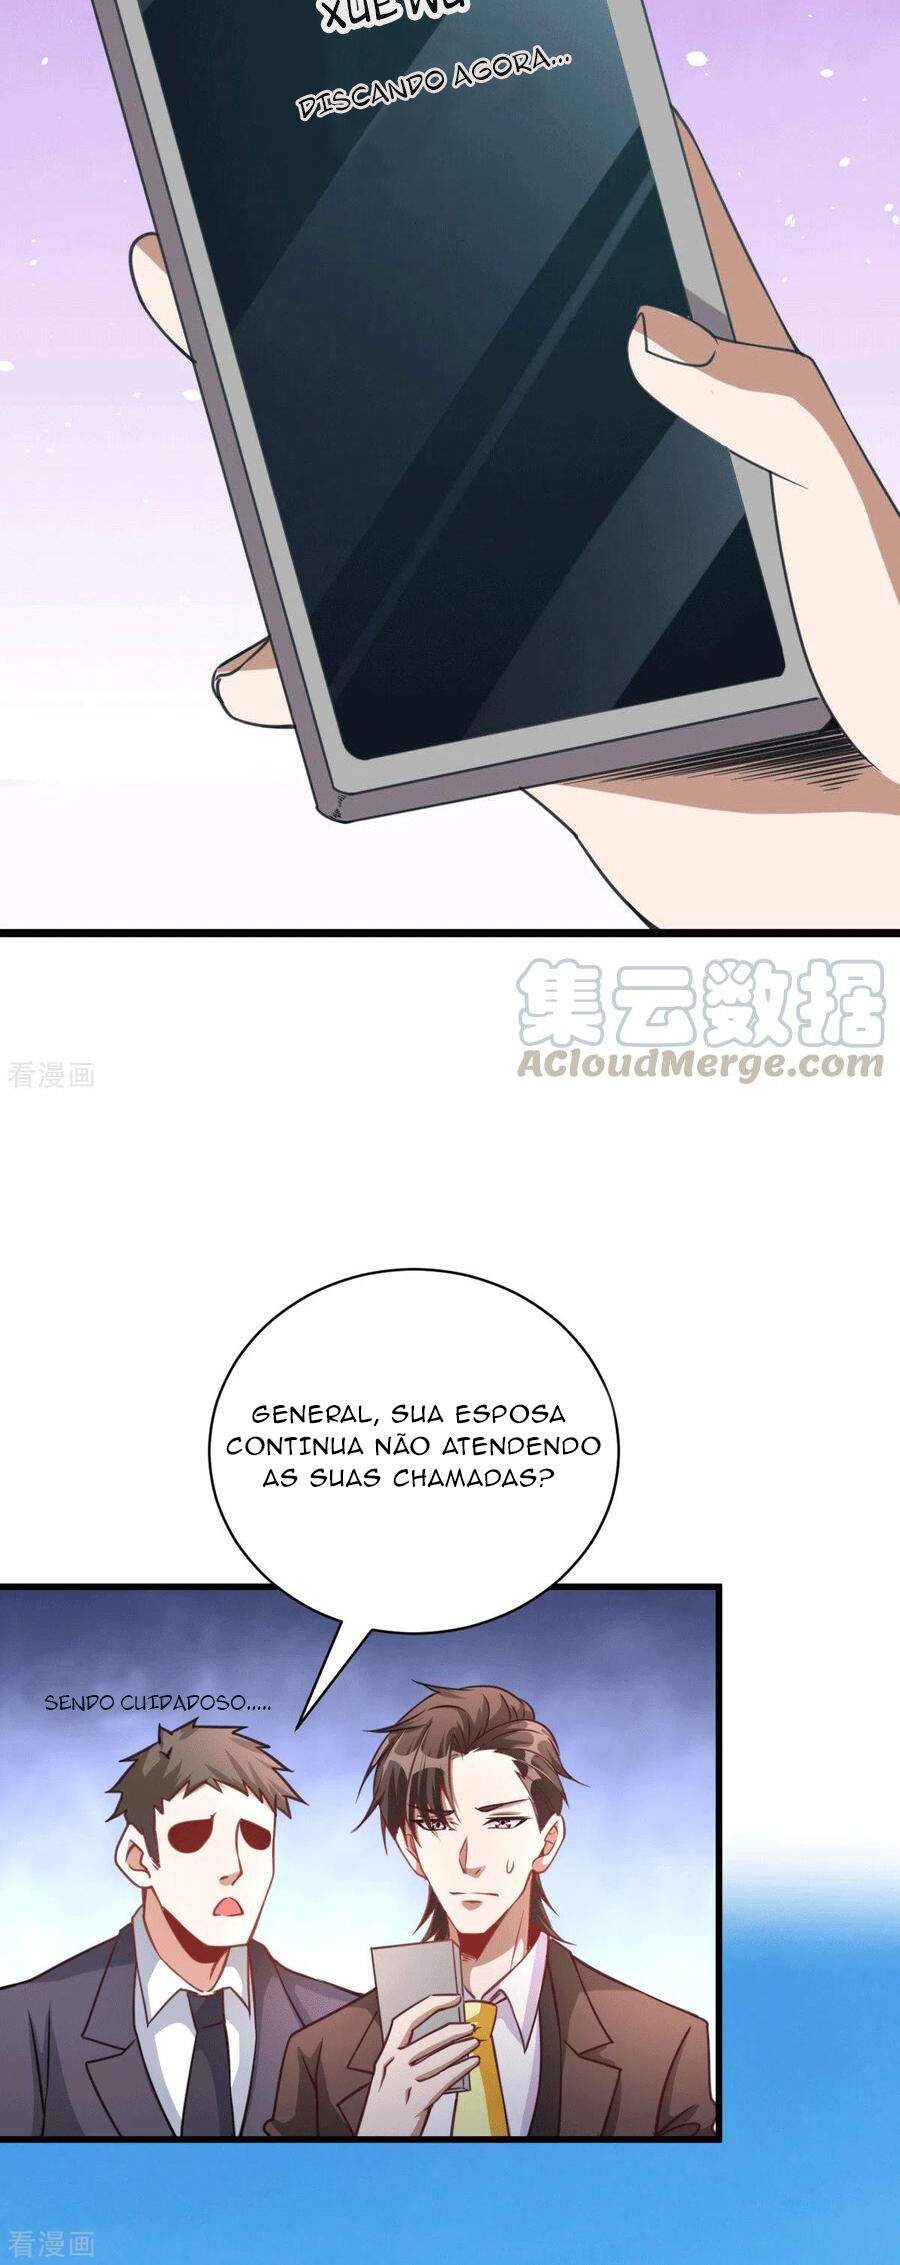 XUE WU
DISCANDO AGORA...
集云数据
ACloudMerge.com
看漫画
GENERAL, SUA ESPOSA
CONTINUA NÃO ATENDENDO
AS SUAS CHAMADAS?
SENDO CUIDADOSO.....
看漫画